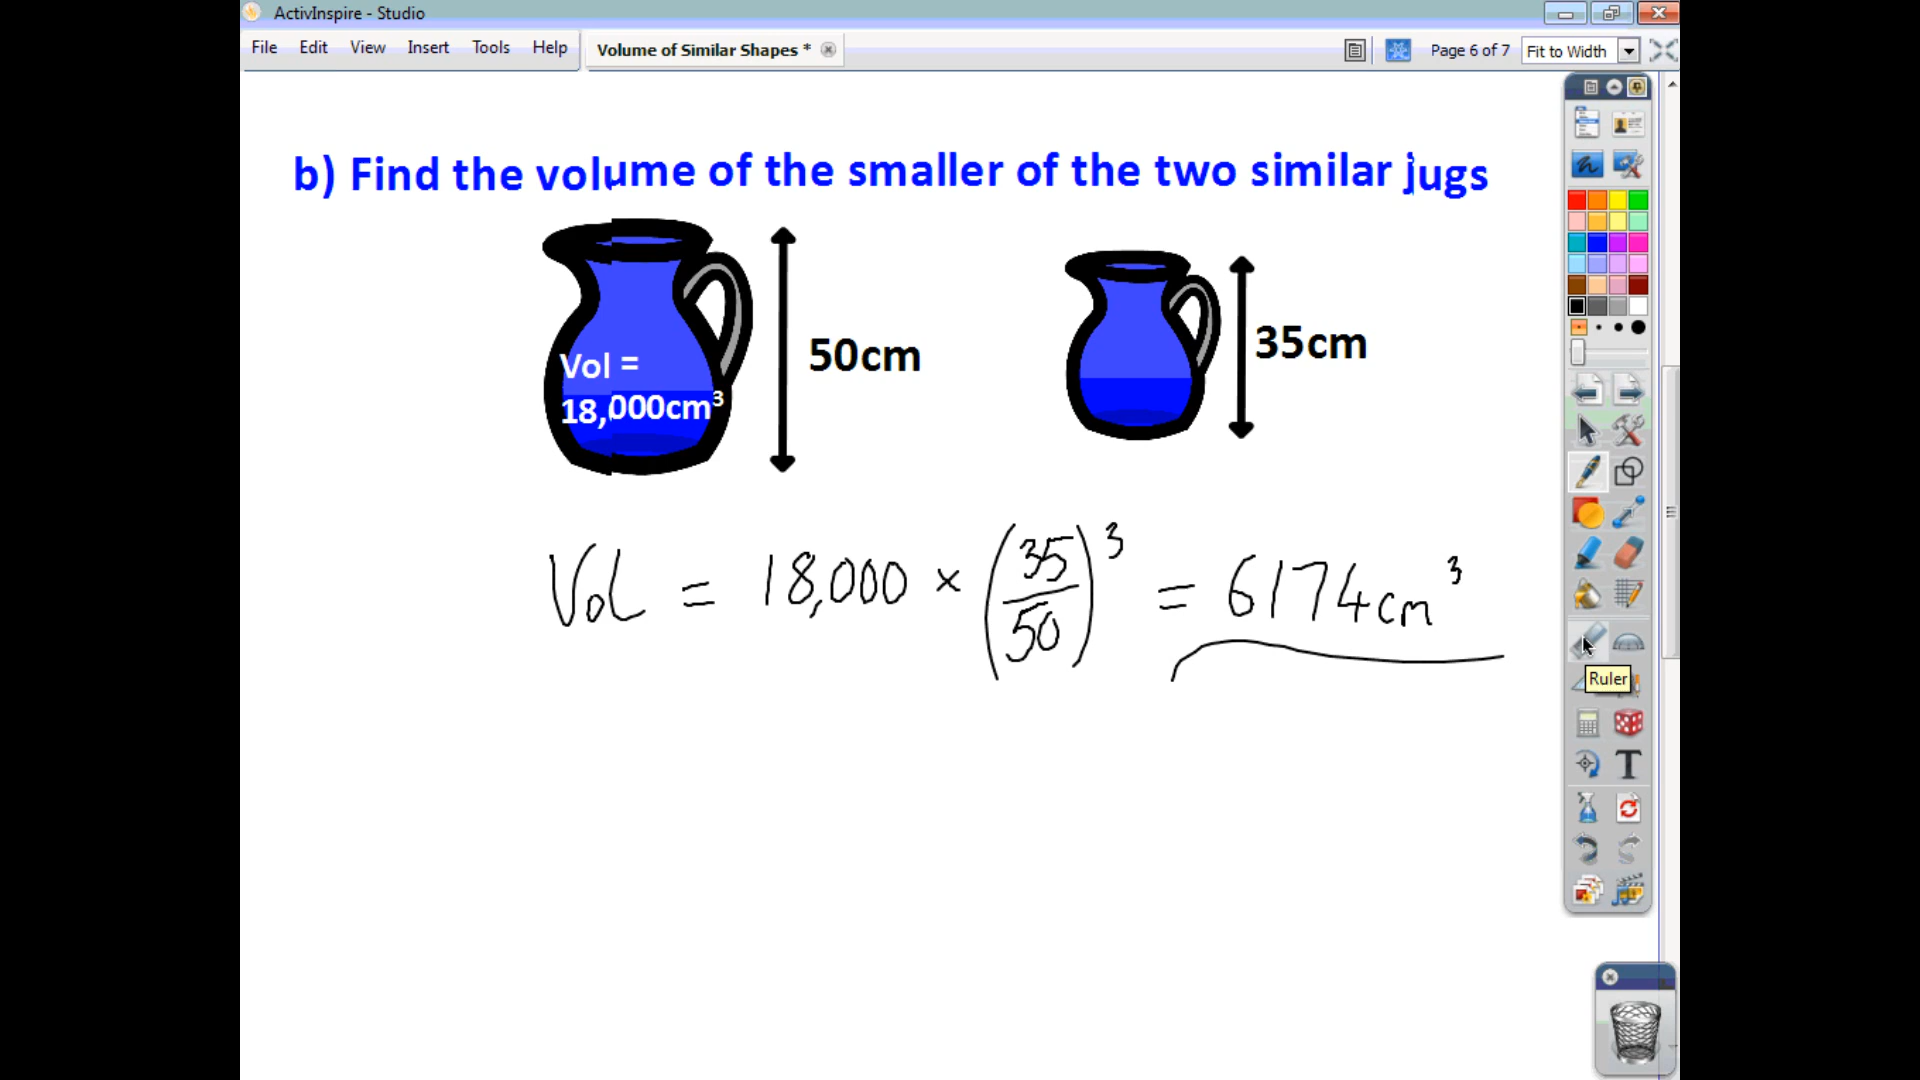 ActivInspire - Studio
File Edit View Insert Tools Help
Volume of Similar Shapes *
Page 6 of 7
Fit to Width
b) Find the volume of the smaller of the two similar jugs
Vol =
18,000cm³
50cm
35cm
Vol = 18,000 × (35/50)³ = 6174cm³
Ruler
T